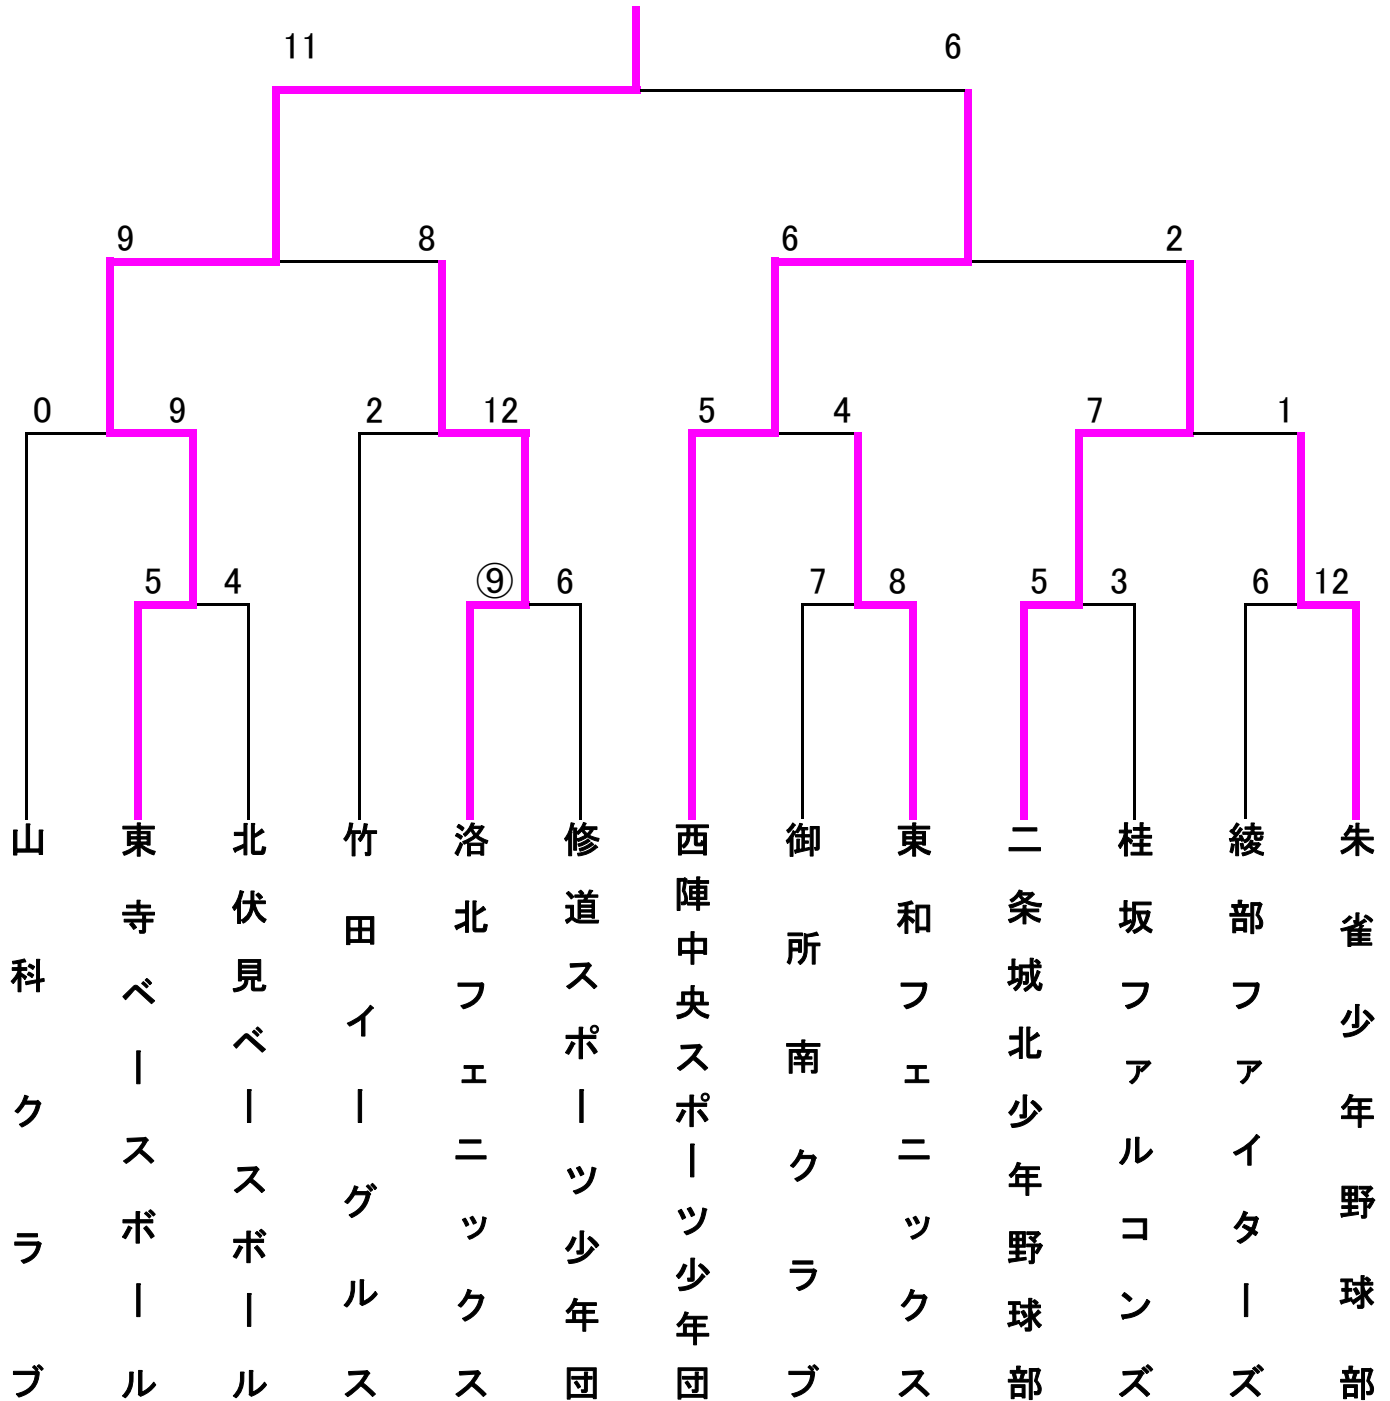 11 6
9 8 6 2
0 9 2 12 5 4 7 1
5 4 ⑨ 6 7 8 5 3 6 12
山科クラブ
東寺ベースボール
北伏見ベースボール
竹田イーグルス
洛北フェニックス
修道スポーツ少年団
西陣中央スポーツ少年団
御所南クラブ
東和フェニックス
二条城北少年野球部
桂坂ファルコンズ
綾部ファイターズ
朱雀少年野球部